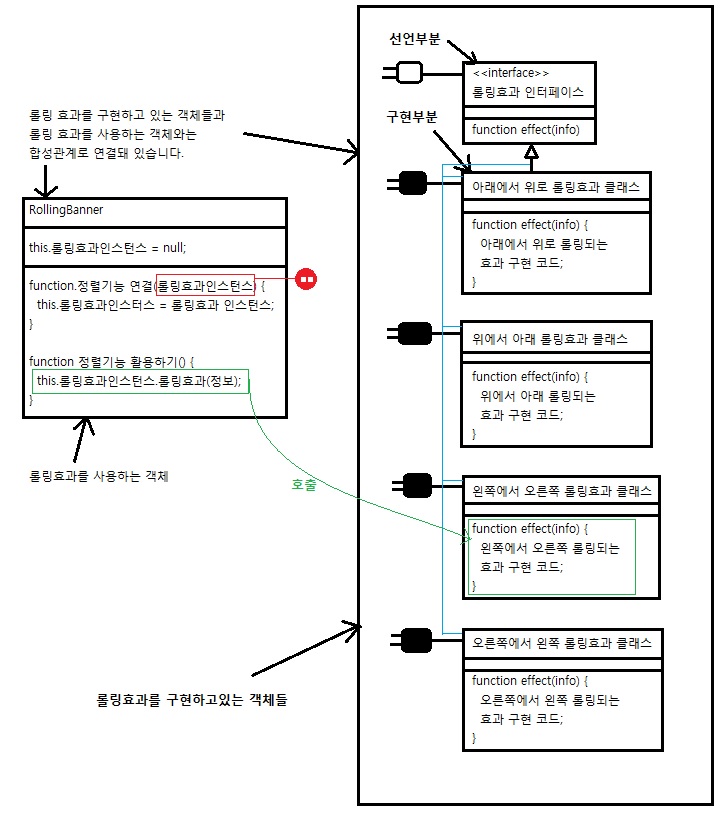 롤링 효과를 구현하고 있는 객체들과
롤링 효과를 사용하는 객체와는
합성관계로 연결돼 있습니다.
RollingBanner
this.롤링효과인스턴스 = null;
function.정렬기능 연결(롤링효과인스턴스) {
this.롤링효과인스터스 = 롤링효과 인스턴스;
}
function 정렬기능 활용하기() {
this.롤링효과인스턴스.롤링효과(정보);
}
롤링효과를 사용하는 객체
호출
롤링효과를 구현하고있는 객체들
선언부분
<<interface>>
롤링효과 인터페이스
function effect(info)
구현부분
아래에서 위로 롤링효과 클래스
function effect(info) {
아래에서 위로 롤링되는
효과 구현 코드;
}
위에서 아래 롤링효과 클래스
function effect(info) {
위에서 아래 롤링되는
효과 구현 코드;
}
왼쪽에서 오른쪽 롤링효과 클래스
function effect(info) {
왼쪽에서 오른쪽 롤링되는
효과 구현 코드;
}
오른쪽에서 왼쪽 롤링효과 클래스
function effect(info) {
오른쪽에서 왼쪽 롤링되는
효과 구현 코드;
}